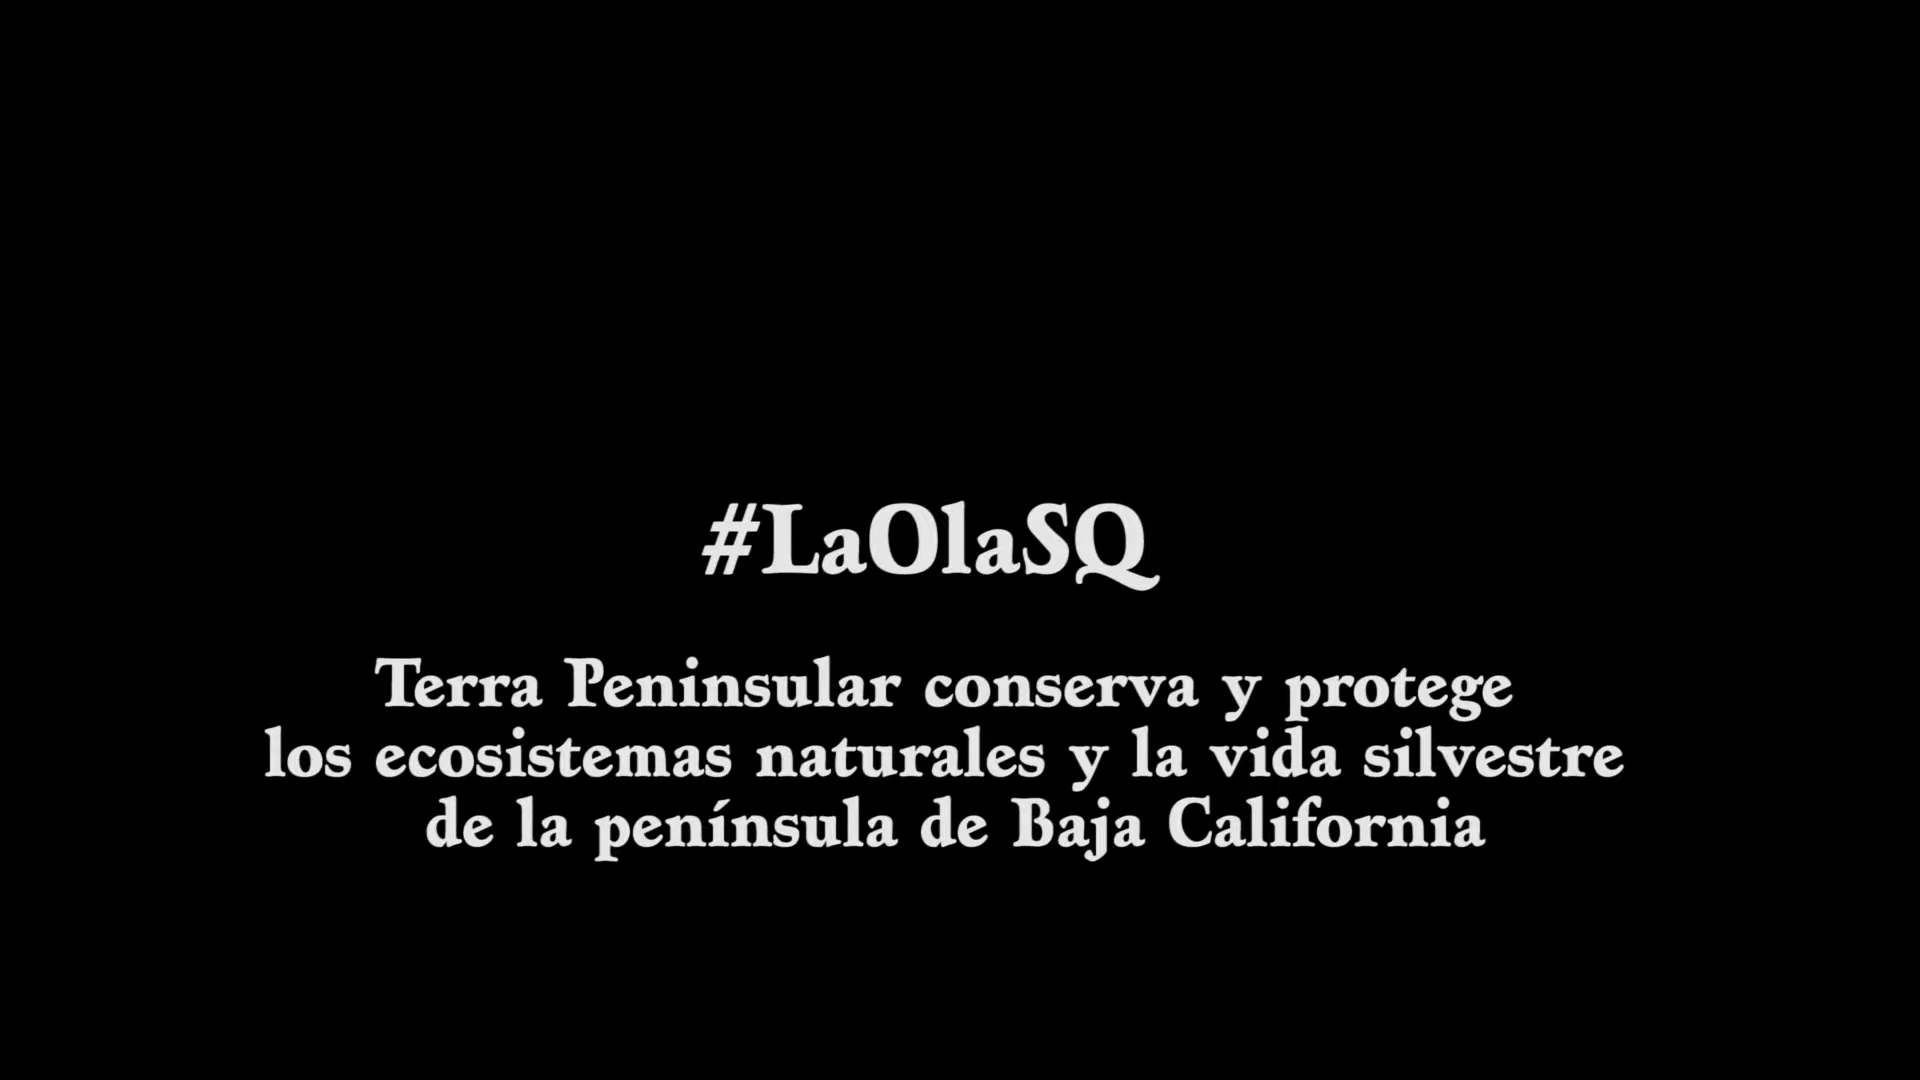 #LaOlaSQ
Terra Peninsular conserva y protege
los ecosistemas naturales y la vida silvestre
de la península de Baja California